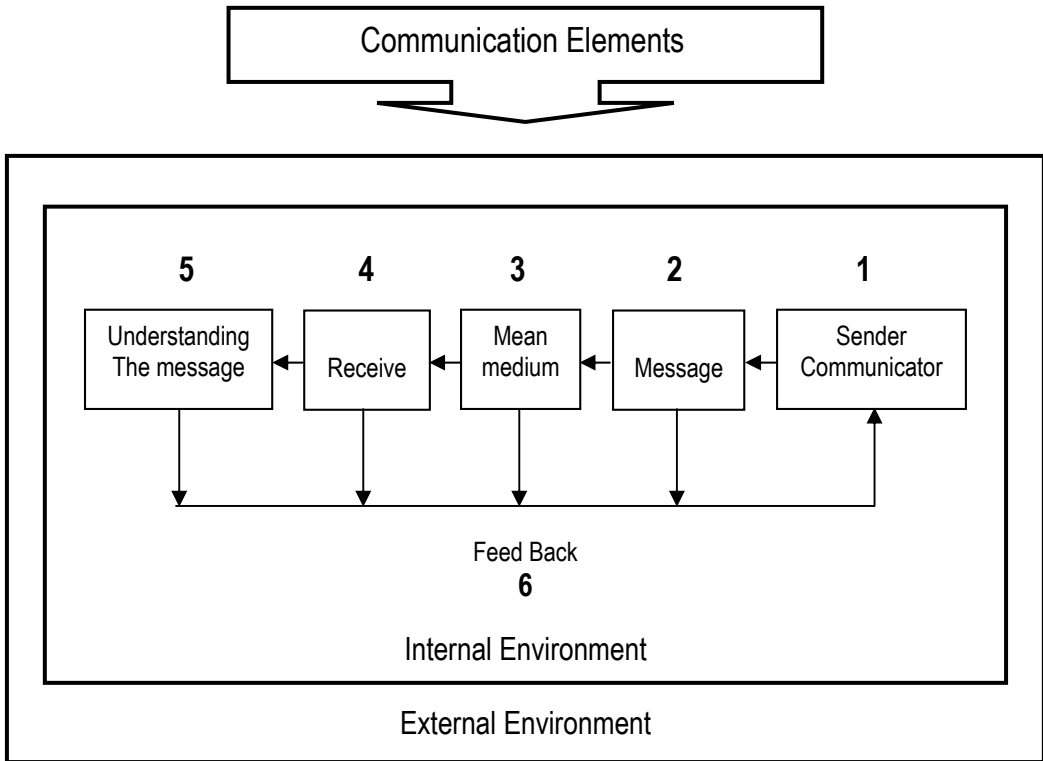 Communication Elements
5 4 3 2 1
Understanding
The message
Receive
Mean
medium
Message
Sender
Communicator
Feed Back
6
Internal Environment
External Environment